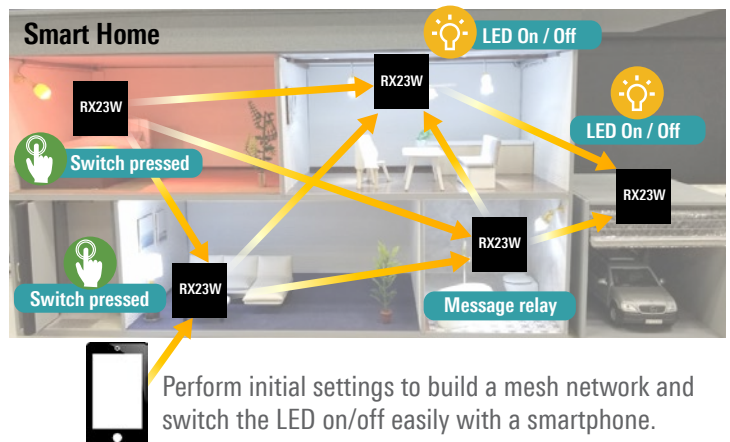 Smart Home
LED On / Off
RX23W
RX23W
LED On / Off
Switch pressed
RX23W
RX23W
Switch pressed
RX23W
Message relay
Perform initial settings to build a mesh network and
switch the LED on/off easily with a smartphone.